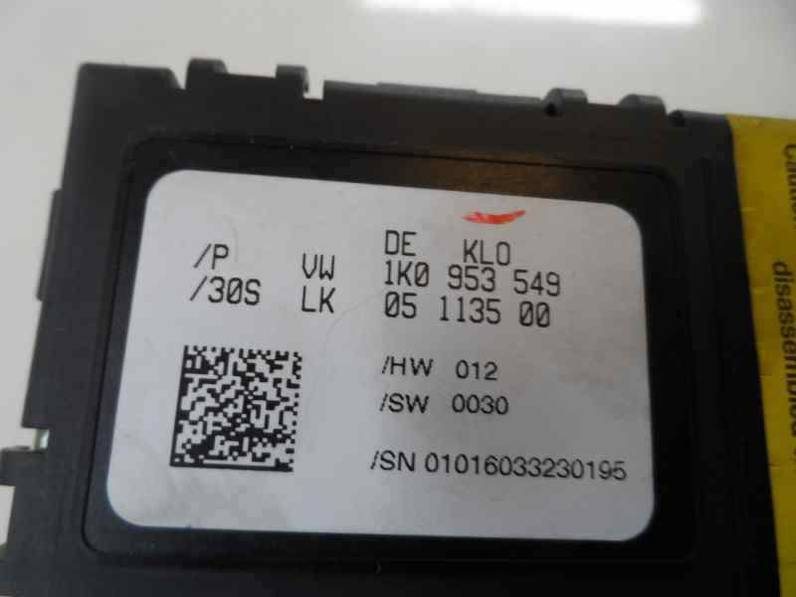 DE KLO
/P VW 1K0 953 549
/30S LK 05 1135 00
/HW 012
/SW 0030
/SN 01016033230195
disassembled